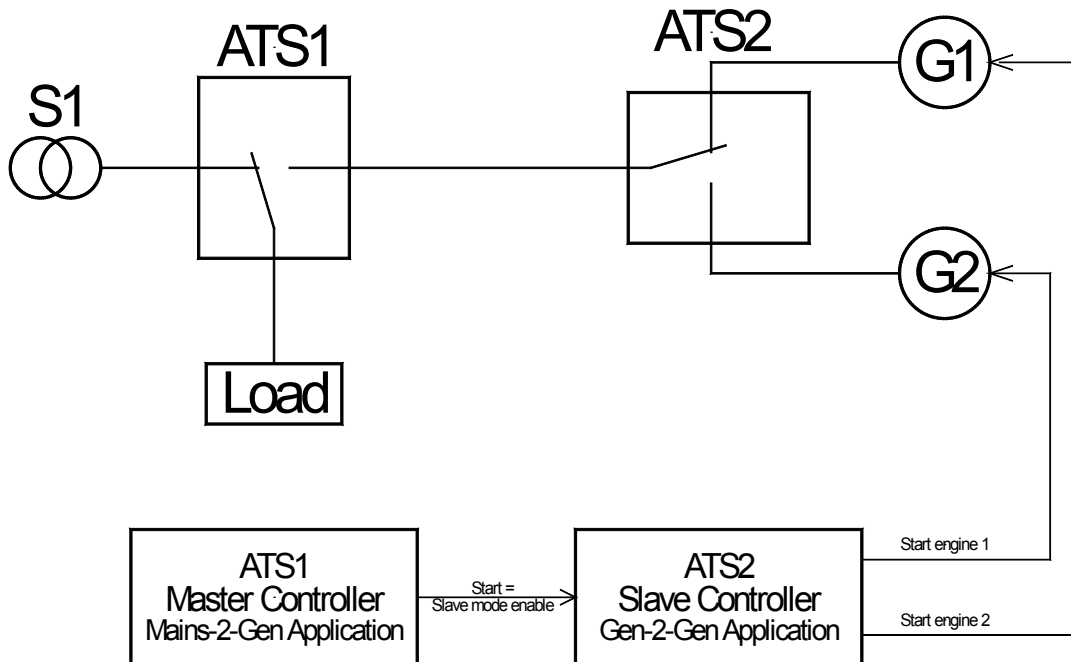 ATS1
ATS2
G1
S1
G2
Load
ATS1
Master Controller
Mains-2-Gen Application
Start =
Slave mode enable
ATS2
Slave Controller
Gen-2-Gen Application
Start engine 1
Start engine 2